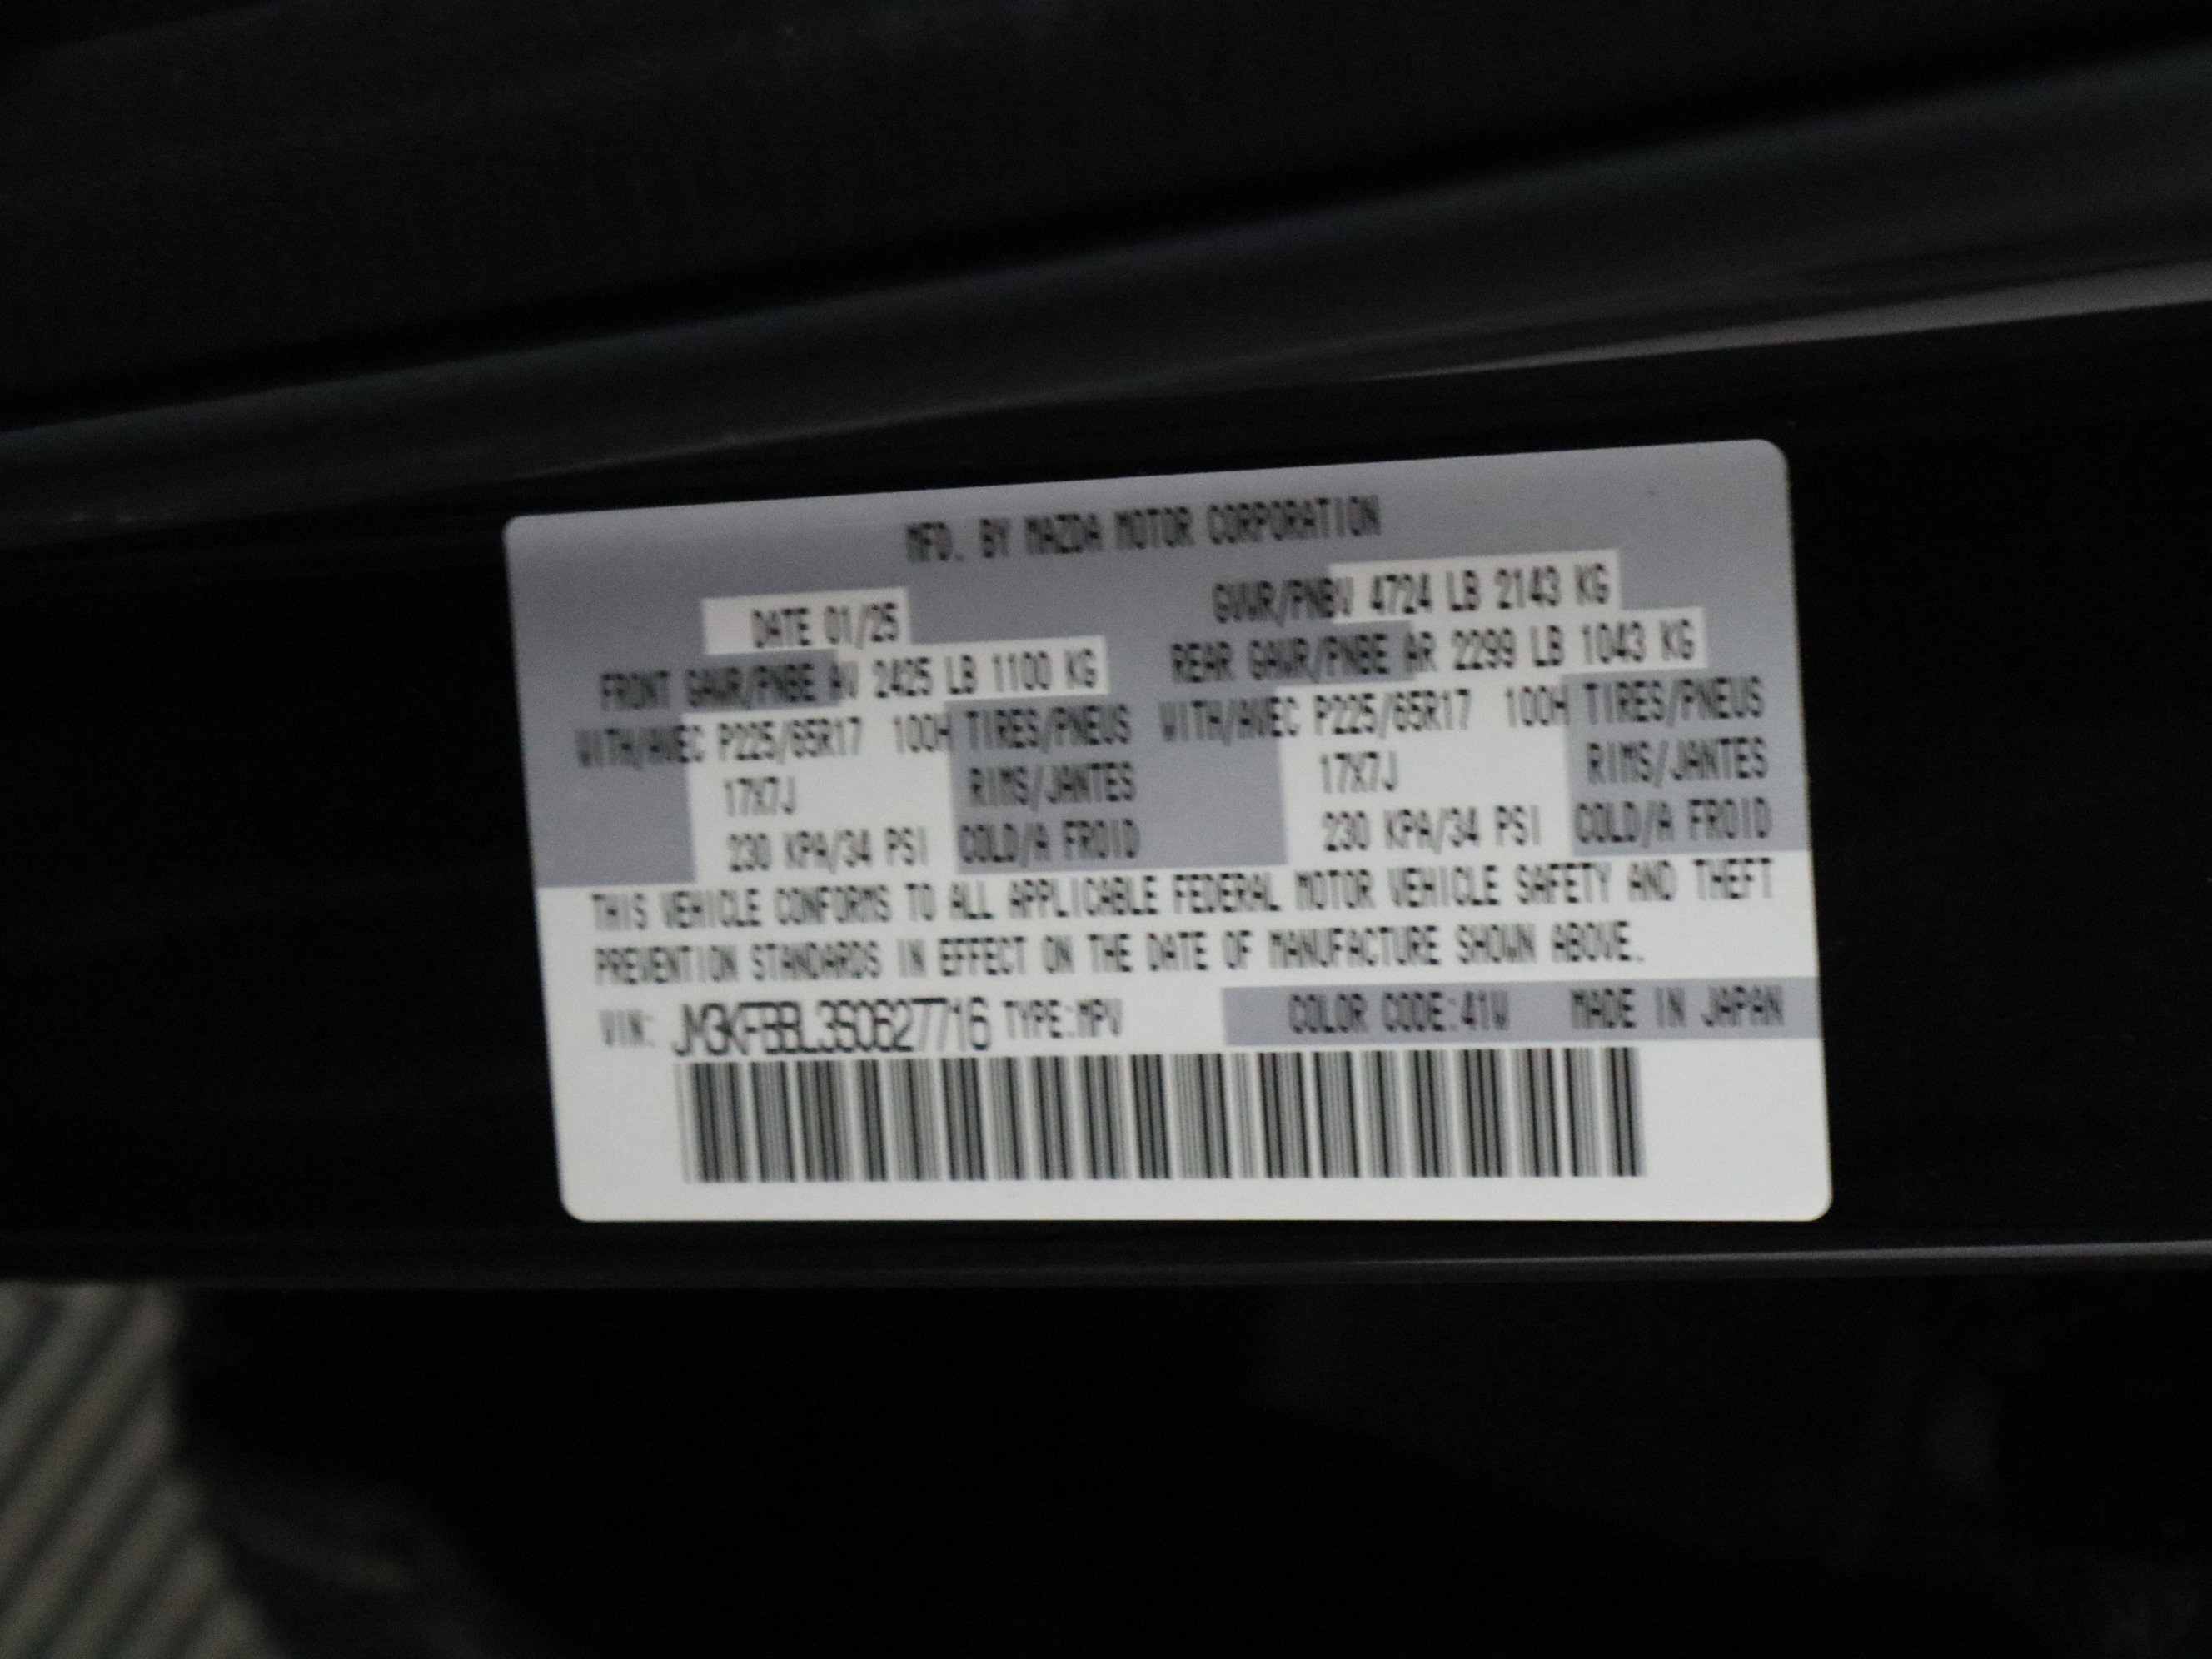 MFD. BY MAZDA MOTOR CORPORATION
DATE 01/25 GVWR/PNBV 4724 LB 2143 KG
FRONT GAWR/PNBE AV 2425 LB 1100 KG REAR GAWR/PNBE AR 2299 LB 1043 KG
WITH/AVEC P225/65R17 100H TIRES/PNEUS WITH/AVEC P225/65R17 100H TIRES/PNEUS
17X7J RIMS/JANTES 17X7J RIMS/JANTES
230 KPA/34 PSI COLD/A FROID 230 KPA/34 PSI COLD/A FROID
THIS VEHICLE CONFORMS TO ALL APPLICABLE FEDERAL MOTOR VEHICLE SAFETY AND THEFT
PREVENTION STANDARDS IN EFFECT ON THE DATE OF MANUFACTURE SHOWN ABOVE.
VIN: JM3KFBBL3S0627716 TYPE:MPV COLOR CODE:41W MADE IN JAPAN